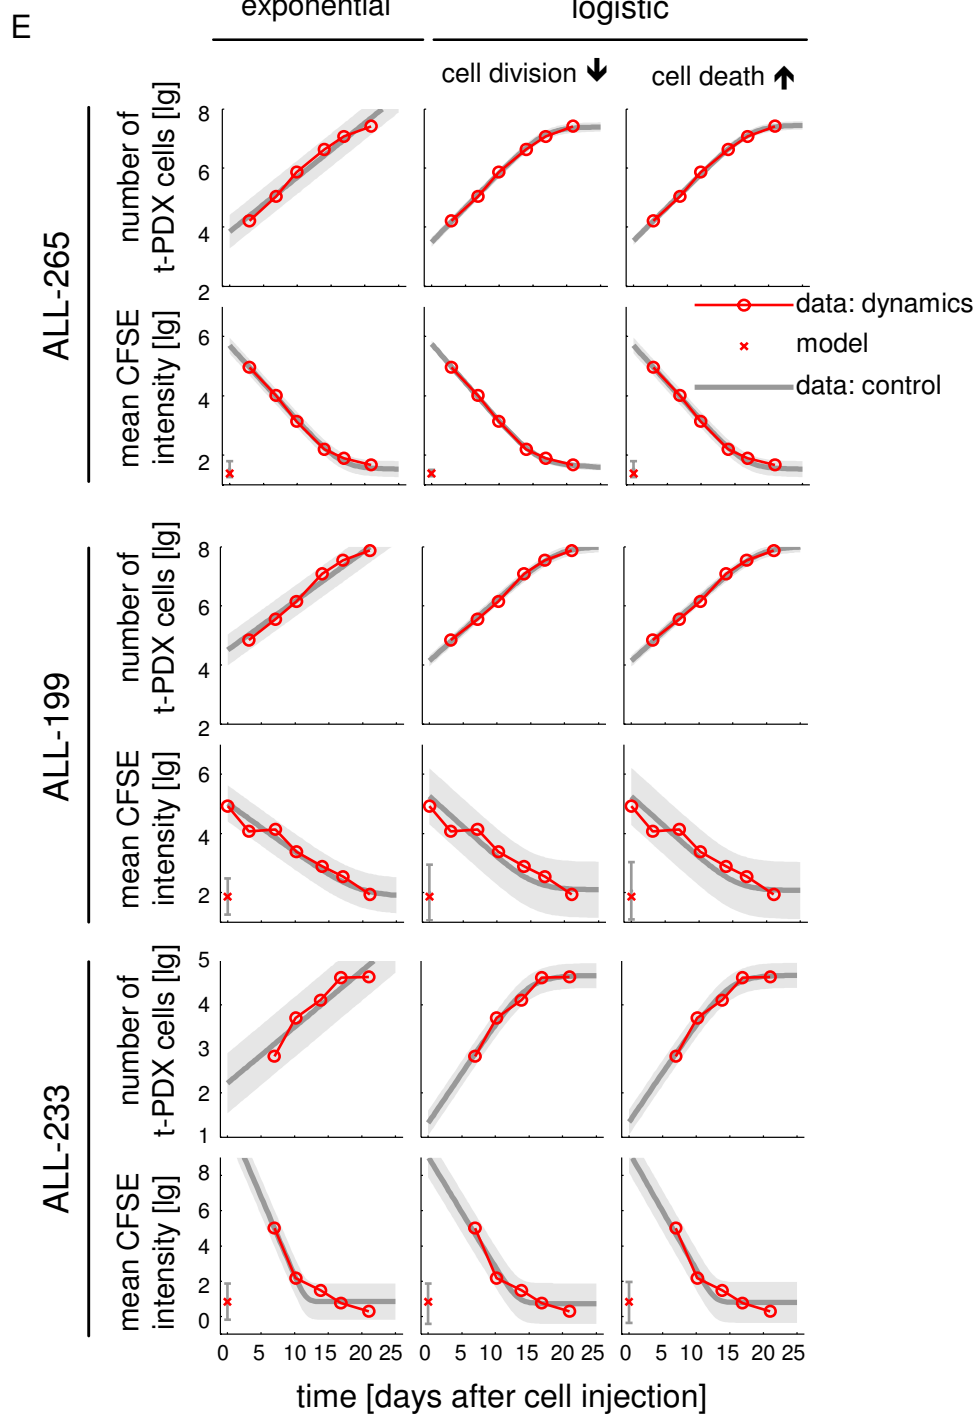 E
exponential
logistic
cell division ↓
cell death ↑
ALL-265
number of
t-PDX cells [lg]
8
6
4
2
mean CFSE
intensity [lg]
6
4
2
data: dynamics
model
data: control
ALL-199
number of
t-PDX cells [lg]
8
6
4
2
mean CFSE
intensity [lg]
6
4
2
ALL-233
number of
t-PDX cells [lg]
5
4
3
2
1
mean CFSE
intensity [lg]
8
6
4
2
0
0 5 10 15 20 25
0 5 10 15 20 25
0 5 10 15 20 25
time [days after cell injection]